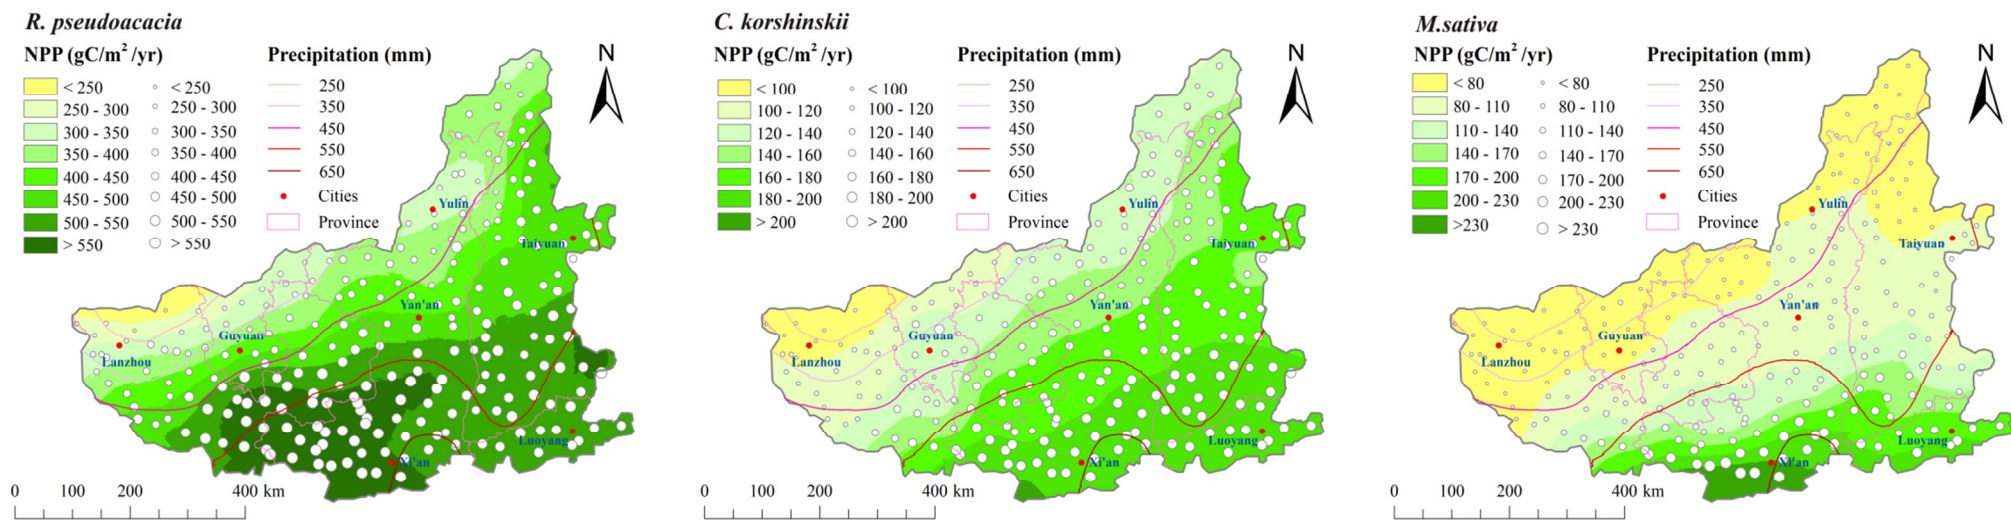 R. pseudoacacia
NPP (gC/m² /yr)
Precipitation (mm)
N
< 250
< 250
250
250 - 300
250 - 300
350
300 - 350
300 - 350
450
350 - 400
350 - 400
550
400 - 450
400 - 450
650
450 - 500
450 - 500
Cities
500 - 550
500 - 550
Province
> 550
> 550
Yulin
Taiyuan
Yan'an
Guyuan
Lanzhou
Luoyang
Xi'an
0 100 200 400 km
C. korshinskii
NPP (gC/m² /yr)
Precipitation (mm)
N
< 100
< 100
250
100 - 120
100 - 120
350
120 - 140
120 - 140
450
140 - 160
140 - 160
550
160 - 180
160 - 180
650
180 - 200
180 - 200
Cities
> 200
> 200
Province
Yulin
Taiyuan
Yan'an
Guyuan
Lanzhou
Luoyang
Xi'an
0 100 200 400 km
M.sativa
NPP (gC/m² /yr)
Precipitation (mm)
N
< 80
< 80
250
80 - 110
80 - 110
350
110 - 140
110 - 140
450
140 - 170
140 - 170
550
170 - 200
170 - 200
650
200 - 230
200 - 230
Cities
>230
> 230
Province
Yulin
Taiyuan
Yan'an
Guyuan
Lanzhou
Luoyang
Xi'an
0 100 200 400 km